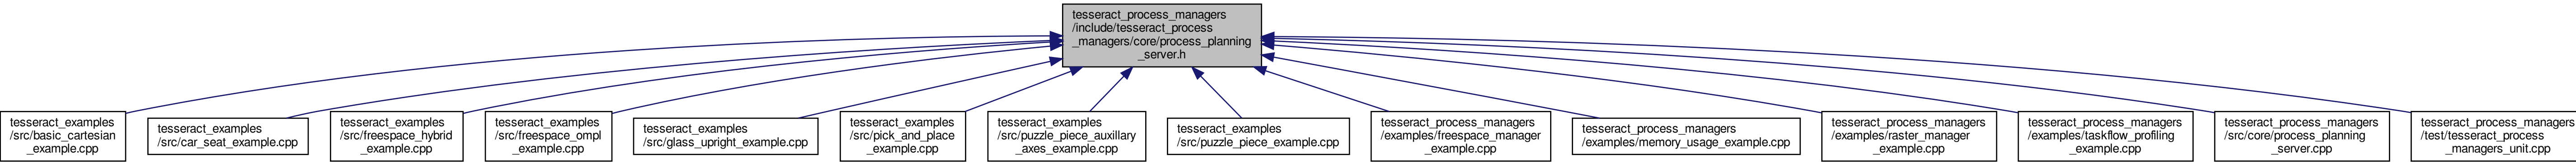 tesseract_process_managers
/include/tesseract_process
_managers/core/process_planning
_server.h
tesseract_examples
/src/basic_cartesian
_example.cpp
tesseract_examples
/src/car_seat_example.cpp
tesseract_examples
/src/freespace_hybrid
_example.cpp
tesseract_examples
/src/freespace_ompl
_example.cpp
tesseract_examples
/src/glass_upright_example.cpp
tesseract_examples
/src/pick_and_place
_example.cpp
tesseract_examples
/src/puzzle_piece_auxillary
_axes_example.cpp
tesseract_examples
/src/puzzle_piece_example.cpp
tesseract_process_managers
/examples/freespace_manager
_example.cpp
tesseract_process_managers
/examples/memory_usage_example.cpp
tesseract_process_managers
/examples/raster_manager
_example.cpp
tesseract_process_managers
/examples/taskflow_profiling
_example.cpp
tesseract_process_managers
/src/core/process_planning
_server.cpp
tesseract_process_managers
/test/tesseract_process
_managers_unit.cpp